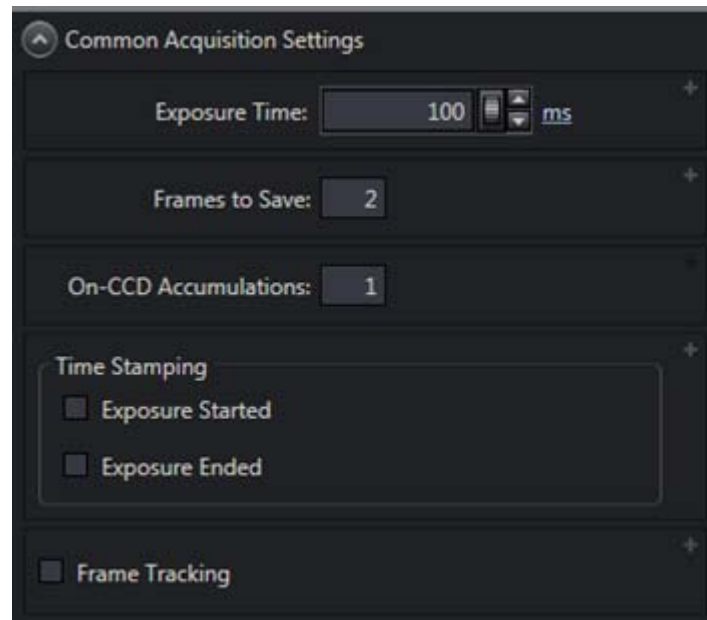 Common Acquisition Settings
Exposure Time: 100 ms
Frames to Save: 2
On-CCD Accumulations: 1
Time Stamping
Exposure Started
Exposure Ended
Frame Tracking